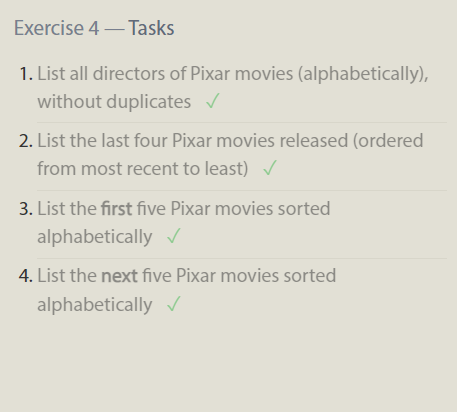 Exercise 4 — Tasks
1. List all directors of Pixar movies (alphabetically),
without duplicates ✓
2. List the last four Pixar movies released (ordered
from most recent to least) ✓
3. List the first five Pixar movies sorted
alphabetically ✓
4. List the next five Pixar movies sorted
alphabetically ✓